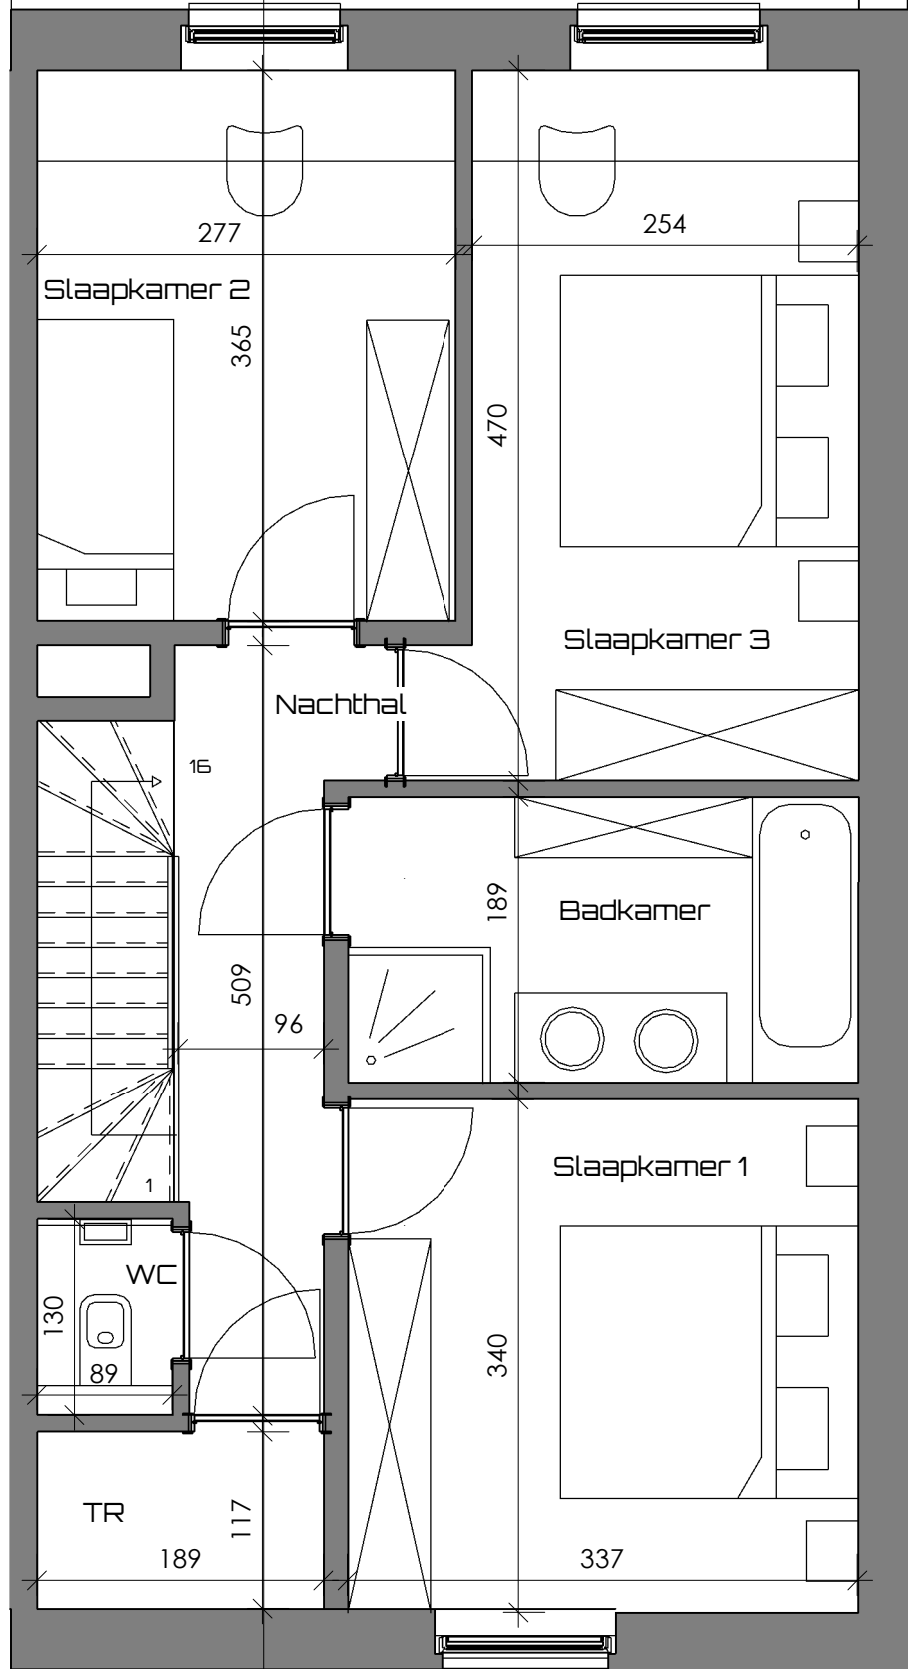 277
254
Slaapkamer 2
365
470
Slaapkamer 3
Nachthal
16
189
Badkamer
509
96
Slaapkamer 1
1
WC
130
340
89
TR
117
189
337